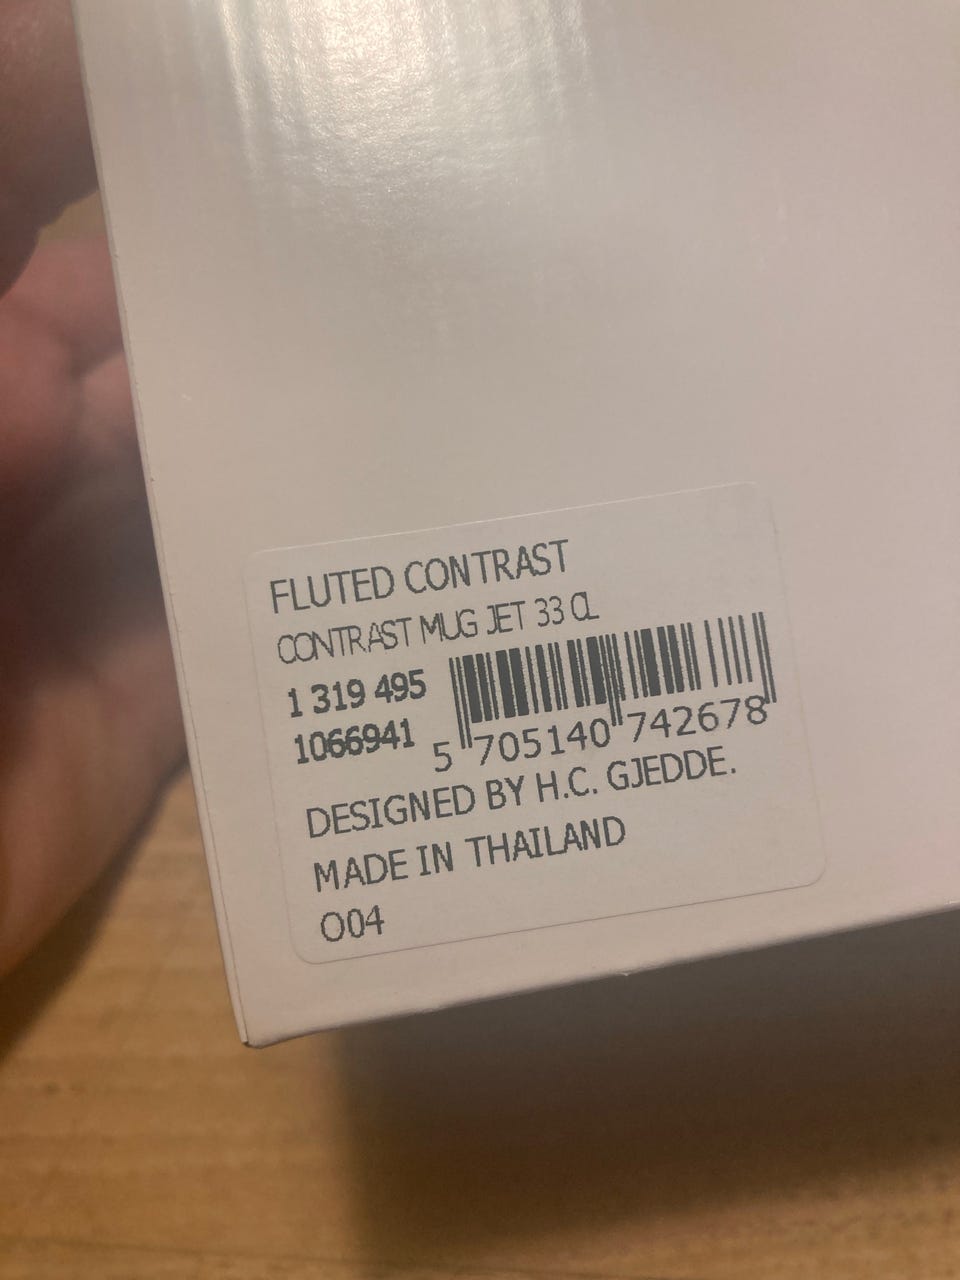 FLUTED CONTRAST
CONTRAST MUG JET 33 CL
1 319 495
1066941
5 705140 742678
DESIGNED BY H.C. GJEDDE.
MADE IN THAILAND
O04